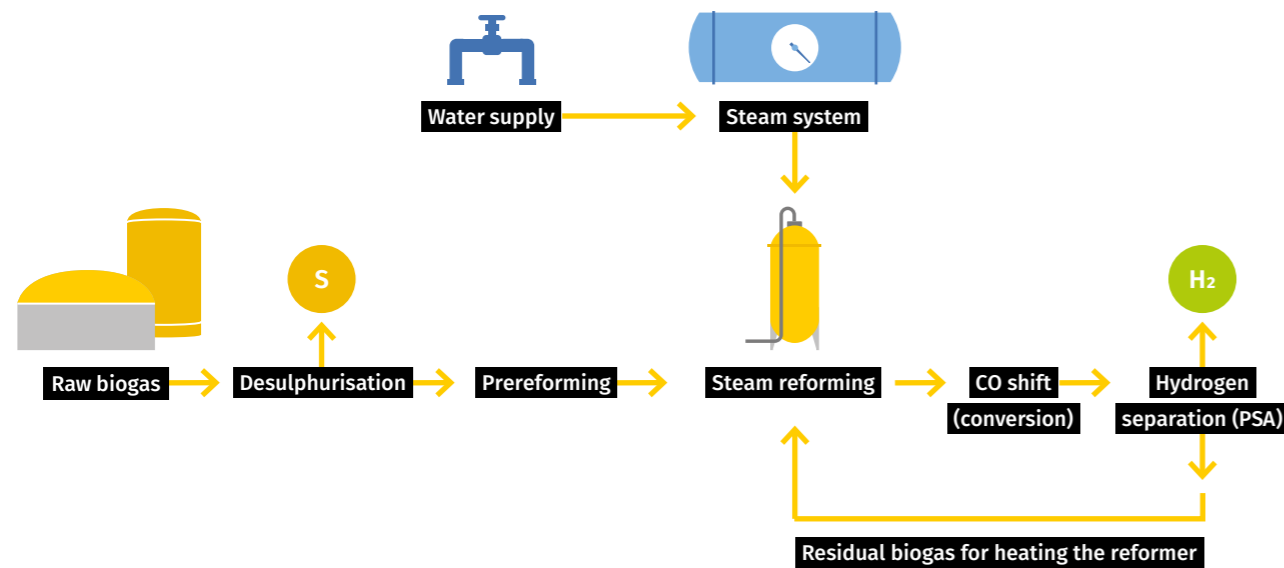 Water supply
Steam system
S
H₂
Raw biogas
Desulphurisation
Prereforming
Steam reforming
CO shift
(conversion)
Hydrogen
separation (PSA)
Residual biogas for heating the reformer